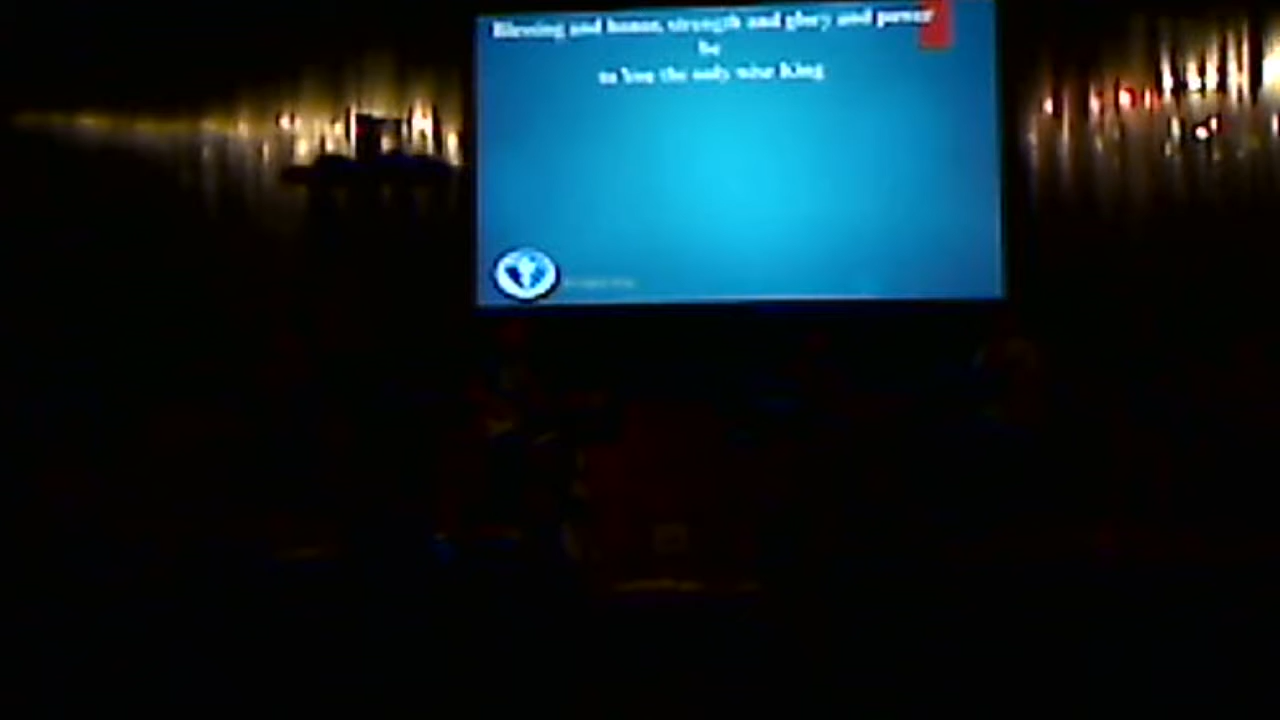 Blessing and honor, strength and glory and power
be
to You the only wise King